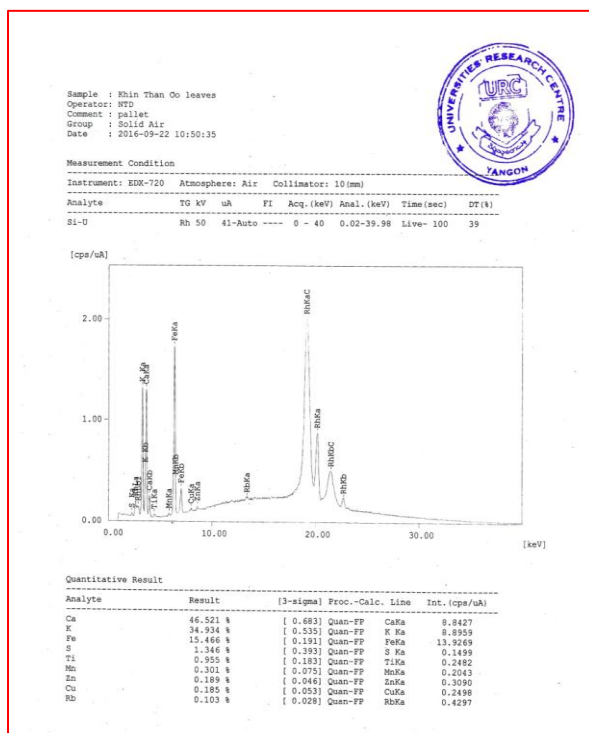 UNIVERSITIES' RESEARCH CENTRE
URC
YANGON
Sample : Khin Than Oo leaves
Operator: NTD
Comment : pallet
Group : Solid Air
Date : 2016-09-22 10:50:35
Measurement Condition
Instrument: EDX-720 Atmosphere: Air Collimator: 10(mm)
Analyte TG kV uA FI Acq.(keV) Anal.(keV) Time(sec) DT(%)
Si-U Rh 50 41-Auto ---- 0 - 40 0.02-39.98 Live- 100 39
[cps/uA]
2.00
1.00
0.00
S Ka
K Ka
CaKa
K Kb
CaKb
TiKa
MnKa
FeKa
MnKb
FeKb
CuKa
ZnKa
RbKa
RhKaC
RhKa
RhKbC
RhKb
0.00 10.00 20.00 30.00
[keV]
Quantitative Result
Analyte Result [3-sigma] Proc.-Calc. Line Int.(cps/uA)
Ca 46.521 % [ 0.683] Quan-FP CaKa 8.8427
K 34.934 % [ 0.535] Quan-FP K Ka 8.8959
Fe 15.466 % [ 0.191] Quan-FP FeKa 13.9269
S 1.346 % [ 0.393] Quan-FP S Ka 0.1499
Ti 0.955 % [ 0.183] Quan-FP TiKa 0.2482
Mn 0.301 % [ 0.075] Quan-FP MnKa 0.2043
Zn 0.189 % [ 0.046] Quan-FP ZnKa 0.3090
Cu 0.185 % [ 0.053] Quan-FP CuKa 0.2498
Rb 0.103 % [ 0.028] Quan-FP RbKa 0.4297